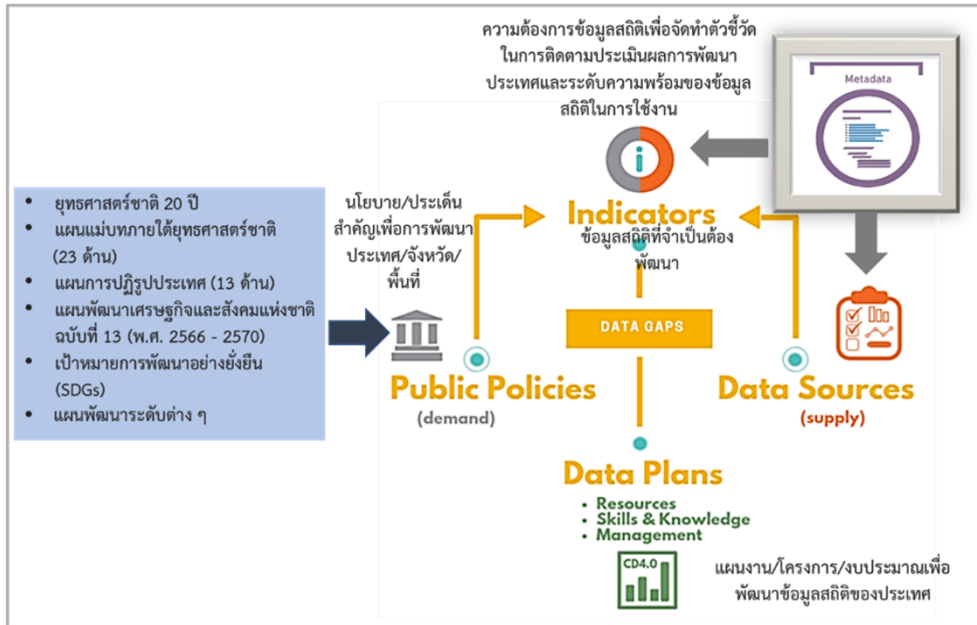 ความต้องการข้อมูลสถิติเพื่อจัดทำตัวชี้วัด
ในการติดตามประเมินผลการพัฒนา
ประเทศและระดับความพร้อมของข้อมูล
สถิติในการใช้งาน
Metadata
• ยุทธศาสตร์ชาติ 20 ปี
• แผนแม่บทภายใต้ยุทธศาสตร์ชาติ
(23 ด้าน)
• แผนการปฏิรูปประเทศ (13 ด้าน)
• แผนพัฒนาเศรษฐกิจและสังคมแห่งชาติ
ฉบับที่ 13 (พ.ศ. 2566 - 2570)
• เป้าหมายการพัฒนาอย่างยั่งยืน
(SDGs)
• แผนพัฒนาระดับต่าง ๆ
นโยบาย/ประเด็น
สำคัญเพื่อการพัฒนา
ประเทศ/จังหวัด/
พื้นที่
i
Indicators
ข้อมูลสถิติที่จำเป็นต้อง
พัฒนา
DATA GAPS
Public Policies
(demand)
Data Sources
(supply)
Data Plans
• Resources
• Skills & Knowledge
• Management
CD4.0
แผนงาน/โครงการ/งบประมาณเพื่อ
พัฒนาข้อมูลสถิติของประเทศ